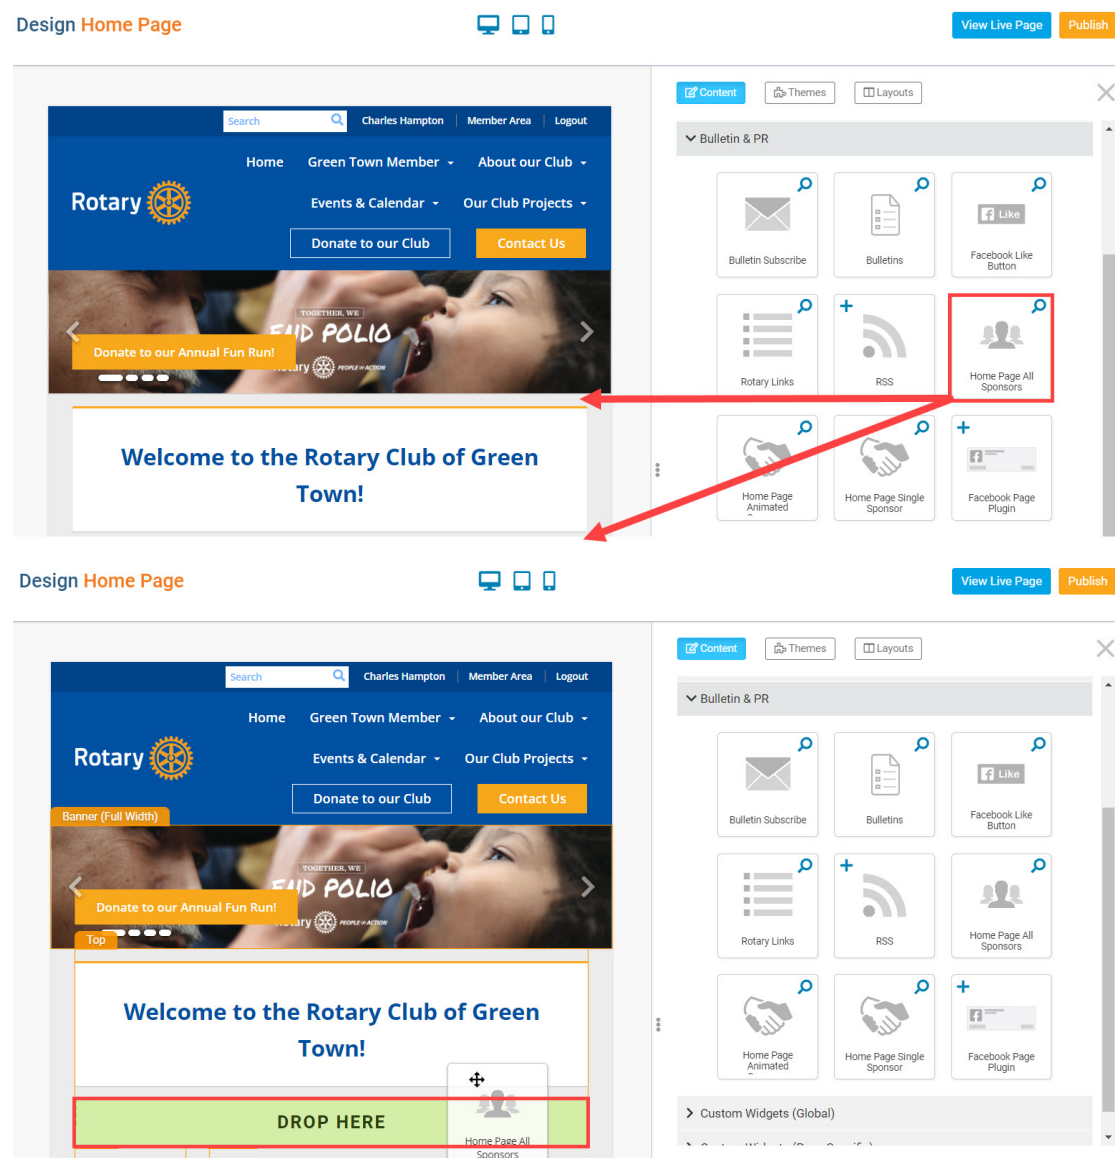 Design Home Page
View Live Page
Publish
Content
Themes
Layouts
Search
Charles Hampton
Member Area
Logout
Bulletin & PR
Home
Green Town Member
About our Club
Rotary
Events & Calendar
Our Club Projects
Donate to our Club
Contact Us
Bulletin Subscribe
Bulletins
Facebook Like
Button
Like
TOGETHER, WE
END POLIO
Donate to our Annual Fun Run!
PEOPLE OF ACTION
Rotary Links
RSS
Home Page All
Sponsors
Welcome to the Rotary Club of Green
Town!
Home Page
Animated
Home Page Single
Sponsor
Facebook Page
Plugin
Design Home Page
View Live Page
Publish
Content
Themes
Layouts
Search
Charles Hampton
Member Area
Logout
Bulletin & PR
Home
Green Town Member
About our Club
Rotary
Events & Calendar
Our Club Projects
Donate to our Club
Contact Us
Banner (Full Width)
Bulletin Subscribe
Bulletins
Facebook Like
Button
Like
TOGETHER, WE
END POLIO
Donate to our Annual Fun Run!
PEOPLE OF ACTION
Top
Rotary Links
RSS
Home Page All
Sponsors
Welcome to the Rotary Club of Green
Town!
Home Page
Animated
Home Page Single
Sponsor
Facebook Page
Plugin
DROP HERE
Home Page All
Sponsors
Custom Widgets (Global)